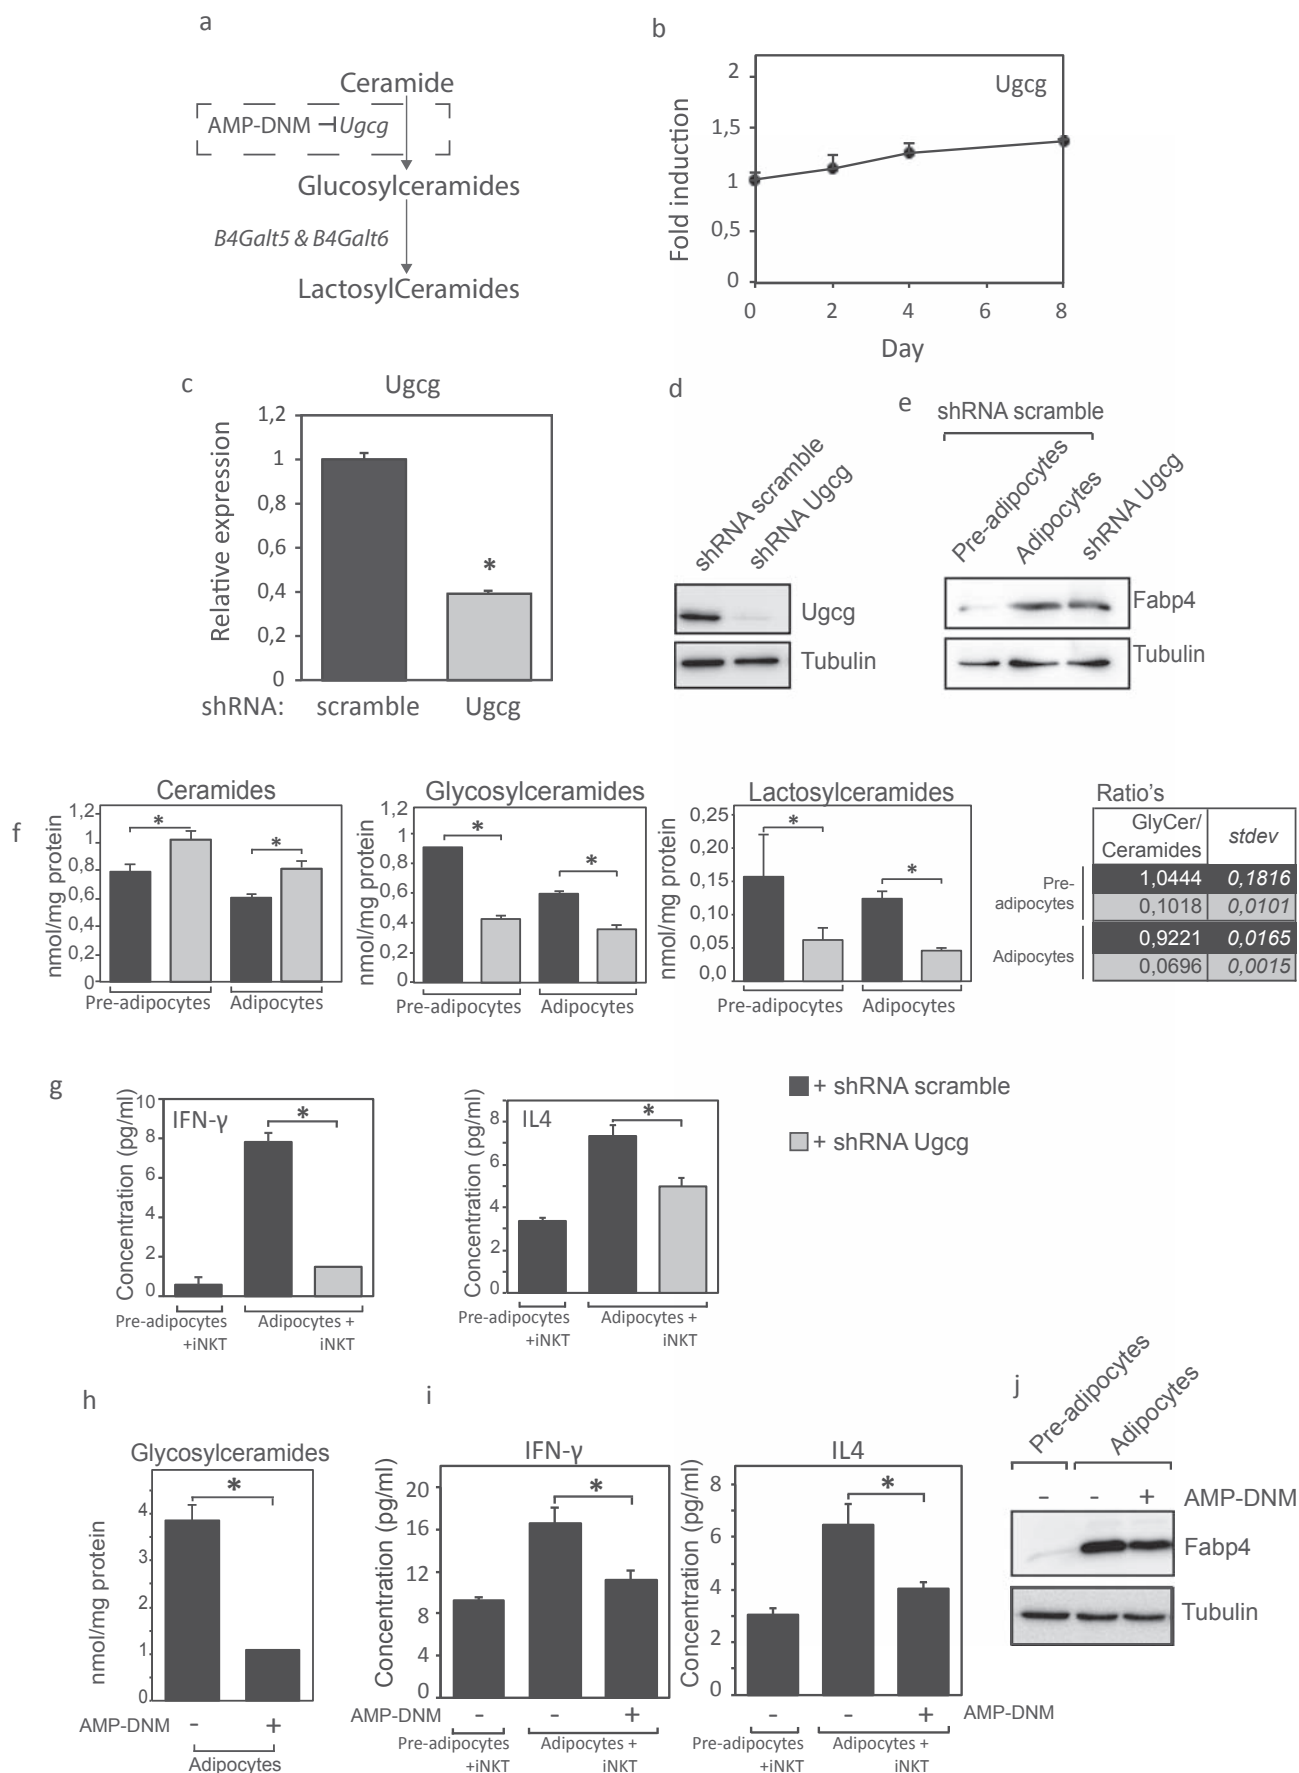 a
Ceramide
AMP-DNM ⊣Ugcg
Glucosylceramides
B4Galt5 & B4Galt6
LactosylCeramides
b
Ugcg
Fold induction
2
1,5
1
0,5
0
0 2 4 6 8
Day
c
Ugcg
Relative expression
1,2
1
0,8
0,6
0,4
0,2
0
*
shRNA: scramble Ugcg
d
shRNA scramble
shRNA Ugcg
Ugcg
Tubulin
e
shRNA scramble
Pre-adipocytes
Adipocytes
shRNA Ugcg
Fabp4
Tubulin
f
Ceramides
nmol/mg protein
1,2
1
0,8
0,6
0,4
0,2
0
* *
Pre-adipocytes Adipocytes
Glycosylceramides
nmol/mg protein
1,2
1
0,8
0,6
0,4
0,2
0
* *
Pre-adipocytes Adipocytes
Lactosylceramides
nmol/mg protein
0,25
0,20
0,15
0,10
0,05
0,0
* *
Pre-adipocytes Adipocytes
Ratio's
GlyCer/
Ceramides stdev
Pre-
adipocytes
1,0444 0,1816
0,1018 0,0101
Adipocytes
0,9221 0,0165
0,0696 0,0015
g
IFN-γ
Concentration (pg/ml)
10
8
6
4
2
0
*
Pre-adipocytes
+iNKT
Adipocytes +
iNKT
IL4
Concentration (pg/ml)
10
8
6
4
2
0
*
Pre-adipocytes
+iNKT
Adipocytes +
iNKT
+ shRNA scramble
+ shRNA Ugcg
h
Glycosylceramides
nmol/mg protein
4
3
2
1
0
*
AMP-DNM - +
Adipocytes
i
IFN-γ
Concentration (pg/ml)
20
16
12
8
4
0
*
AMP-DNM - - +
Pre-adipocytes
+iNKT
Adipocytes +
iNKT
IL4
Concentration (pg/ml)
8
6
4
2
0
*
- - + AMP-DNM
Pre-adipocytes
+iNKT
Adipocytes +
iNKT
j
Pre-adipocytes
Adipocytes
- - + AMP-DNM
Fabp4
Tubulin